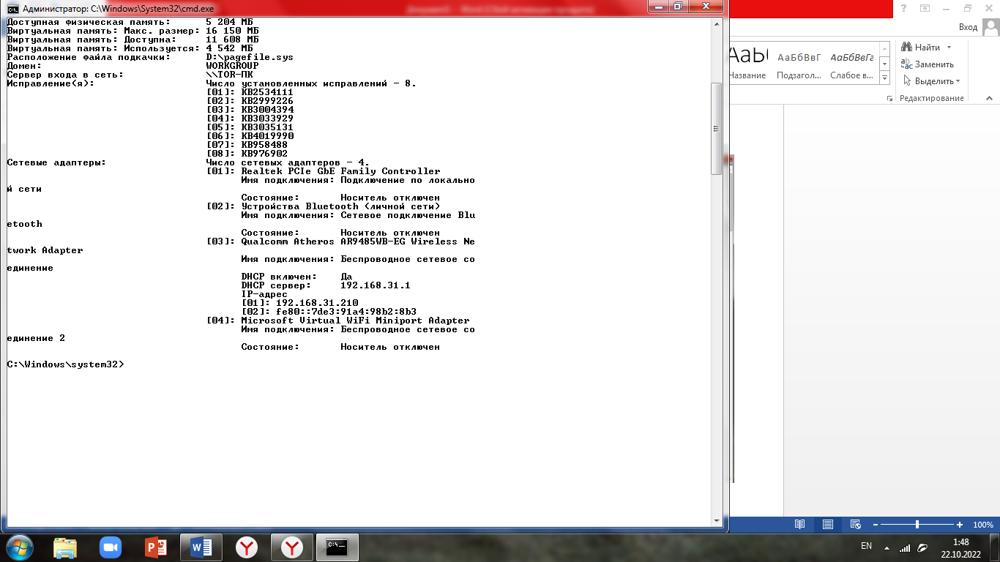 Администратор: C:\Windows\System32\cmd.exe
Доступная физическая память: 5 204 МБ
Виртуальная память: Макс. размер: 16 150 МБ
Виртуальная память: Доступна: 11 608 МБ
Виртуальная память: Используется: 4 542 МБ
Расположение файла подкачки: D:\pagefile.sys
Домен: WORKGROUP
Сервер входа в сеть: \\TOR-ПК
Исправление(я): Число установленных исправлений - 8.
[01]: KB2534111
[02]: KB2999226
[03]: KB3004394
[04]: KB3033929
[05]: KB3035131
[06]: KB4019990
[07]: KB958488
[08]: KB976902
Сетевые адаптеры: Число сетевых адаптеров - 4.
[01]: Realtek PCIe GbE Family Controller
Имя подключения: Подключение по локально
й сети
Состояние: Носитель отключен
[02]: Устройства Bluetooth (личной сети)
Имя подключения: Сетевое подключение Blu
etooth
Состояние: Носитель отключен
[03]: Qualcomm Atheros AR9485WB-EG Wireless Ne
twork Adapter
Имя подключения: Беспроводное сетевое со
единение
DHCP включен: Да
DHCP сервер: 192.168.31.1
IP-адрес
[01]: 192.168.31.210
[02]: fe80::7de3:91a4:98b2:8b3
[04]: Microsoft Virtual WiFi Miniport Adapter
Имя подключения: Беспроводное сетевое со
единение 2
Состояние: Носитель отключен
C:\Windows\system32>
Вход
АаБбВвГ АаБбВвГг
Название Подзагол... Слабое в...
Найти
Заменить
Выделить
Редактирование
100%
EN
1:48
22.10.2022